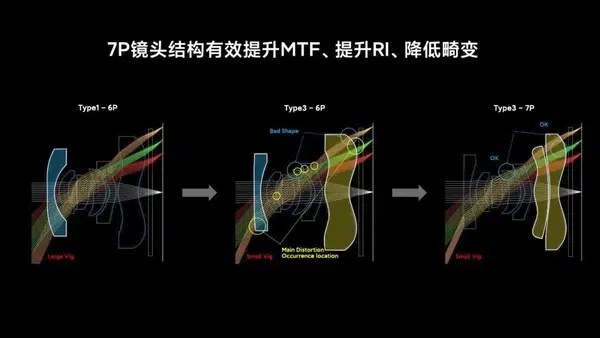 7P镜头结构有效提升MTF、提升RI、降低畸变
Type1 - 6P
Type3 - 6P
Type3 - 7P
Bad Shape
OK
OK
Large Vig
Main Distortion
Occurrence location
Small Vig
Small Vig